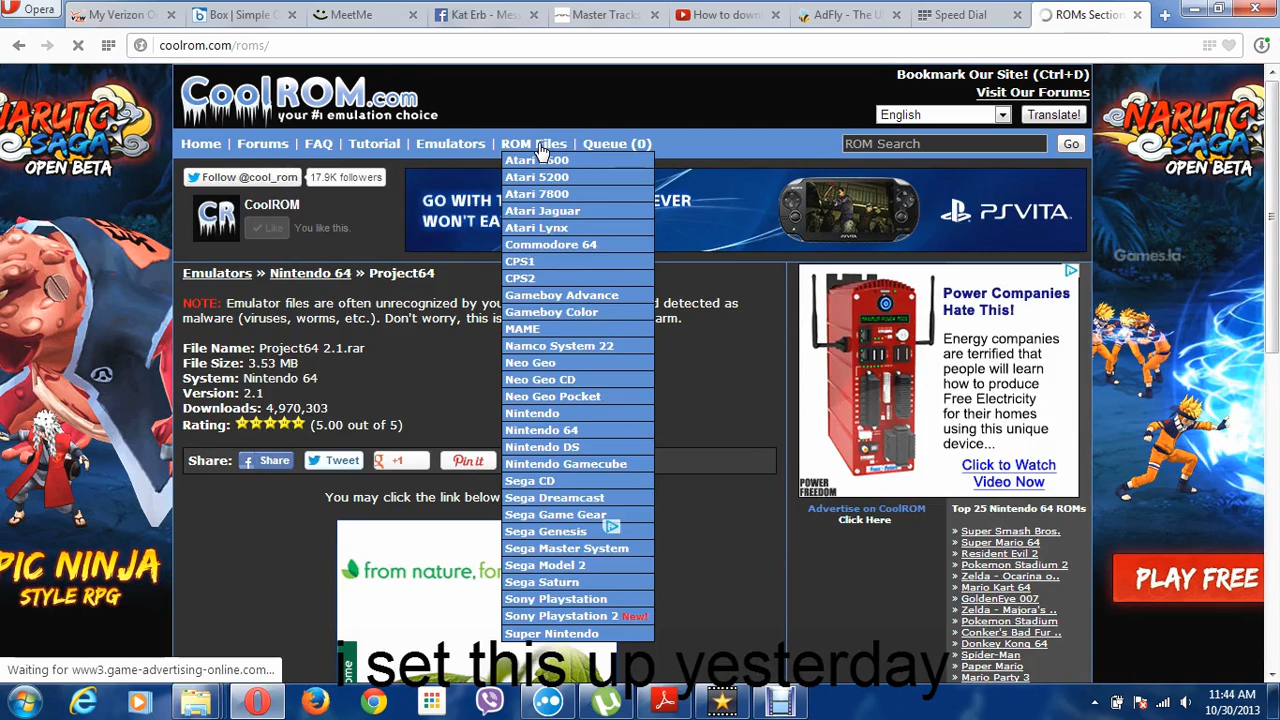 Opera
My Verizon O
Box | Simple C
MeetMe
Kat Erb - Mess
Master Tracks
How to down
AdFly - The U
Speed Dial
ROMs Section
coolrom.com/roms/
NARUTO
SAGA
OPEN BETA
CoolROM.com
your #1 emulation choice
Bookmark Our Site! (Ctrl+D)
Visit Our Forums
English
Translate!
Home | Forums | FAQ | Tutorial | Emulators | ROM Files | Queue (0)
ROM Search
Go
Follow @cool_rom
17.9K followers
CR
CoolROM
Like
You like this.
GO WITH
WON'T EA
EVER
PSVITA
Atari 2600
Atari 5200
Atari 7800
Atari Jaguar
Atari Lynx
Commodore 64
CPS1
CPS2
Gameboy Advance
Gameboy Color
MAME
Namco System 22
Neo Geo
Neo Geo CD
Neo Geo Pocket
Nintendo
Nintendo 64
Nintendo DS
Nintendo Gamecube
Sega CD
Sega Dreamcast
Sega Game Gear
Sega Genesis
Sega Master System
Sega Model 2
Sega Saturn
Sony Playstation
Sony Playstation 2 New!
Super Nintendo
Emulators » Nintendo 64 » Project64
NOTE: Emulator files are often unrecognized by you detected as
malware (viruses, worms, etc.). Don't worry, this is arm.
File Name: Project64 2.1.rar
File Size: 3.53 MB
System: Nintendo 64
Version: 2.1
Downloads: 4,970,303
Rating: (5.00 out of 5)
Share:
Share
Tweet
+1
Pin it
You may click the link below
from nature, for
POWER
FREEDOM
Power Companies
Hate This!
Energy companies
are terrified that
people will learn
how to produce
Free Electricity
for their homes
using this unique
device...
Click to Watch
Video Now
Advertise on CoolROM
Click Here
Top 25 Nintendo 64 ROMs
» Super Smash Bros.
» Super Mario 64
» Resident Evil 2
» Pokemon Stadium 2
» Zelda - Ocarina o..
» Mario Kart 64
» GoldenEye 007
» Zelda - Majora's ..
» Pokemon Stadium
» Conker's Bad Fur ..
» Donkey Kong 64
» Spider-Man
» Paper Mario
» Mario Party 3
EPIC NINJA
STYLE RPG
NARUTO
SAGA
OPEN BETA
Games.la
PLAY FREE
i set this up yesterday
Waiting for www3.game-advertising-online.com...
11:44 AM
10/30/2013